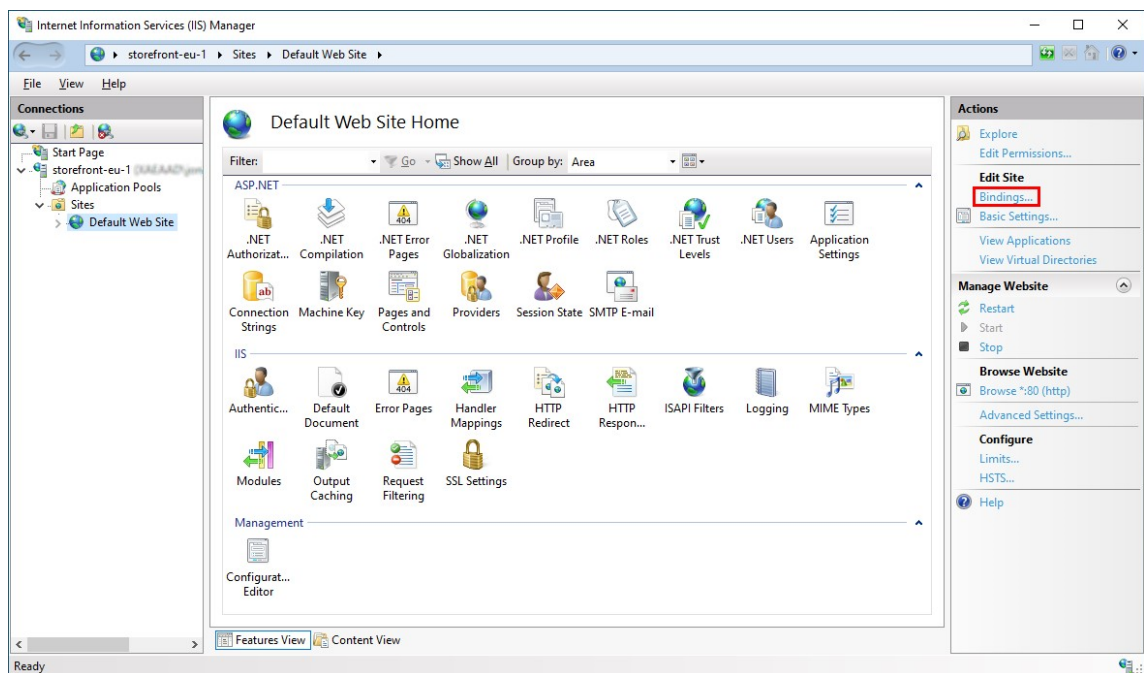 Internet Information Services (IIS) Manager
storefront-eu-1 Sites Default Web Site
File View Help
Connections
Start Page
storefront-eu-1
Application Pools
Sites
Default Web Site
Default Web Site Home
Filter: Go Show All Group by: Area
ASP.NET
.NET Authorizat...
.NET Compilation
.NET Error Pages
.NET Globalization
.NET Profile
.NET Roles
.NET Trust Levels
.NET Users
Application Settings
Connection Strings
Machine Key
Pages and Controls
Providers
Session State
SMTP E-mail
IIS
Authentic...
Default Document
Error Pages
Handler Mappings
HTTP Redirect
HTTP Respon...
ISAPI Filters
Logging
MIME Types
Modules
Output Caching
Request Filtering
SSL Settings
Management
Configurat... Editor
Features View Content View
Actions
Explore
Edit Permissions...
Edit Site
Bindings...
Basic Settings...
View Applications
View Virtual Directories
Manage Website
Restart
Start
Stop
Browse Website
Browse *:80 (http)
Advanced Settings...
Configure
Limits...
HSTS...
Help
Ready